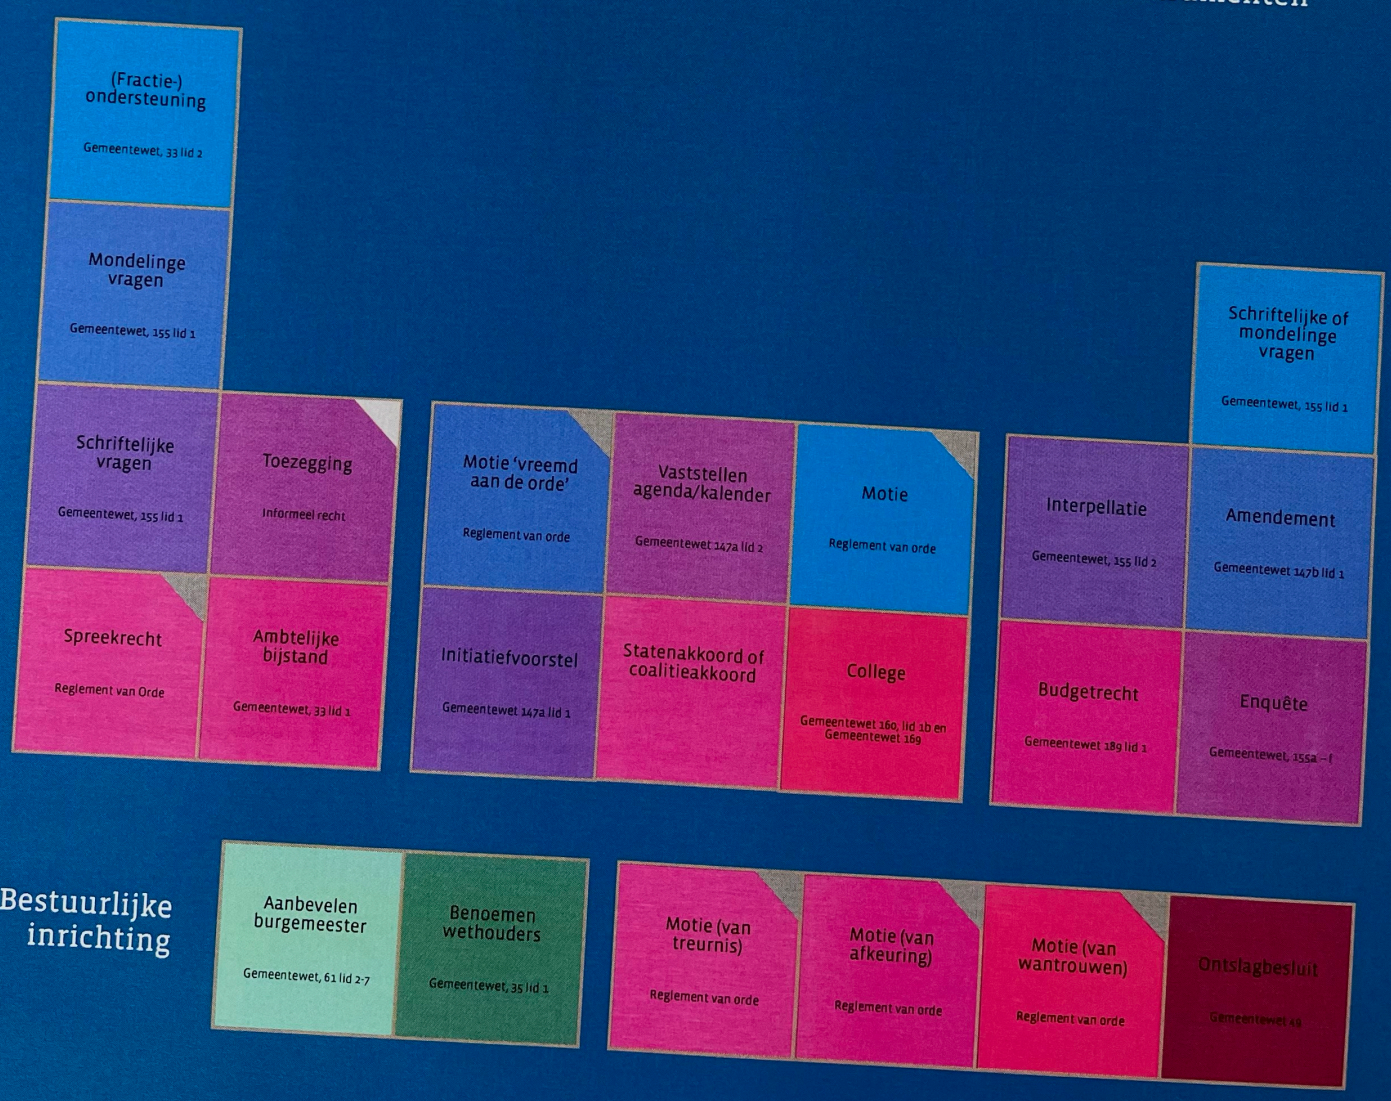 (Fractie-)
ondersteuning
Gemeentewet, 33 lid 2
Mondelinge
vragen
Gemeentewet, 155 lid 1
Schriftelijke
vragen
Gemeentewet, 155 lid 1
Toezegging
Informeel recht
Spreekrecht
Reglement van Orde
Ambtelijke
bijstand
Gemeentewet, 33 lid 1
Motie ‘vreemd
aan de orde’
Reglement van orde
Vaststellen
agenda/kalender
Gemeentewet 147a lid 2
Motie
Reglement van orde
Initiatiefvoorstel
Gemeentewet 147a lid 1
Statenakkoord of
coalitieakkoord
College
Gemeentewet 160, lid 1b en
Gemeentewet 169
Schriftelijke of
mondelinge
vragen
Gemeentewet, 155 lid 1
Interpellatie
Gemeentewet, 155 lid 2
Amendement
Gemeentewet 147b lid 1
Budgetrecht
Gemeentewet 189 lid 1
Enquête
Gemeentewet, 155a – f
Bestuurlijke
inrichting
Aanbevelen
burgemeester
Gemeentewet, 61 lid 2-7
Benoemen
wethouders
Gemeentewet, 35 lid 1
Motie (van
treurnis)
Reglement van orde
Motie (van
afkeuring)
Reglement van orde
Motie (van
wantrouwen)
Reglement van orde
Ontslagbesluit
Gemeentewet 49